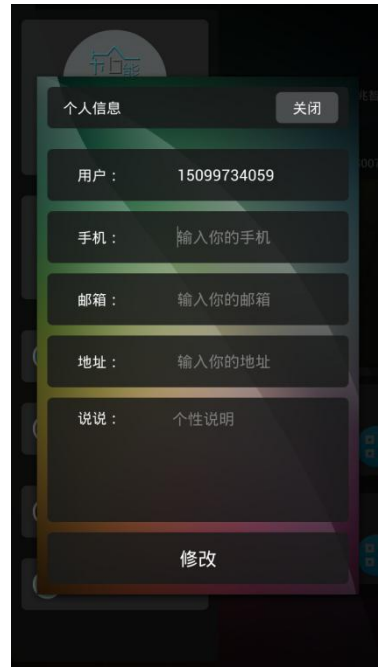 节能
个人信息
关闭
用户：
15099734059
手机：
输入你的手机
邮箱：
输入你的邮箱
地址：
输入你的地址
说说：
个性说明
修改